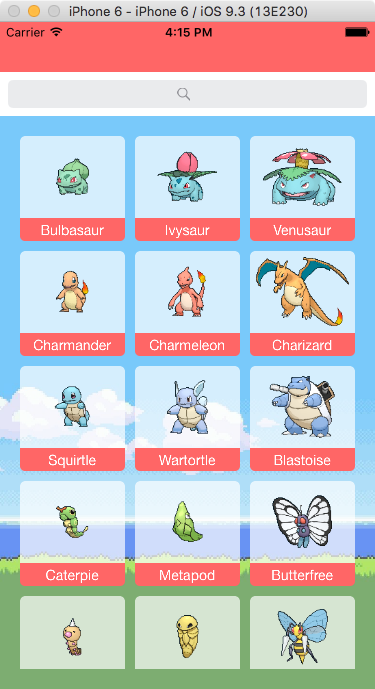 iPhone 6 - iPhone 6 / iOS 9.3 (13E230)
Carrier 4:15 PM
Bulbasaur Ivysaur Venusaur
Charmander Charmeleon Charizard
Squirtle Wartortle Blastoise
Caterpie Metapod Butterfree